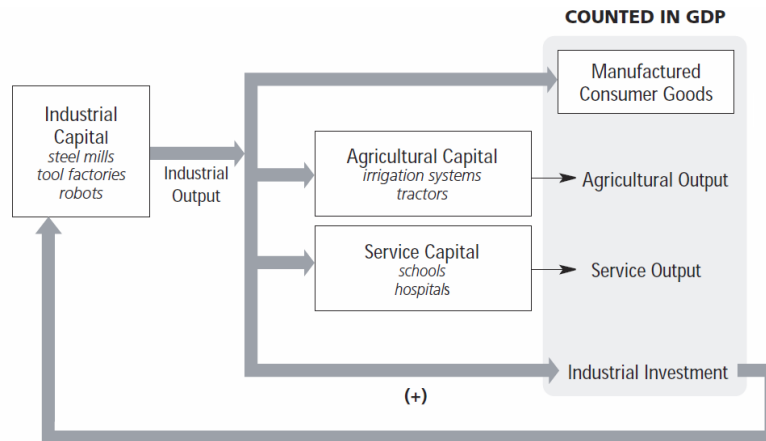 COUNTED IN GDP
Manufactured
Consumer Goods
Industrial
Capital
steel mills
tool factories
robots
Industrial
Output
Agricultural Capital
irrigation systems
tractors
Agricultural Output
Service Capital
schools
hospitals
Service Output
Industrial Investment
(+)